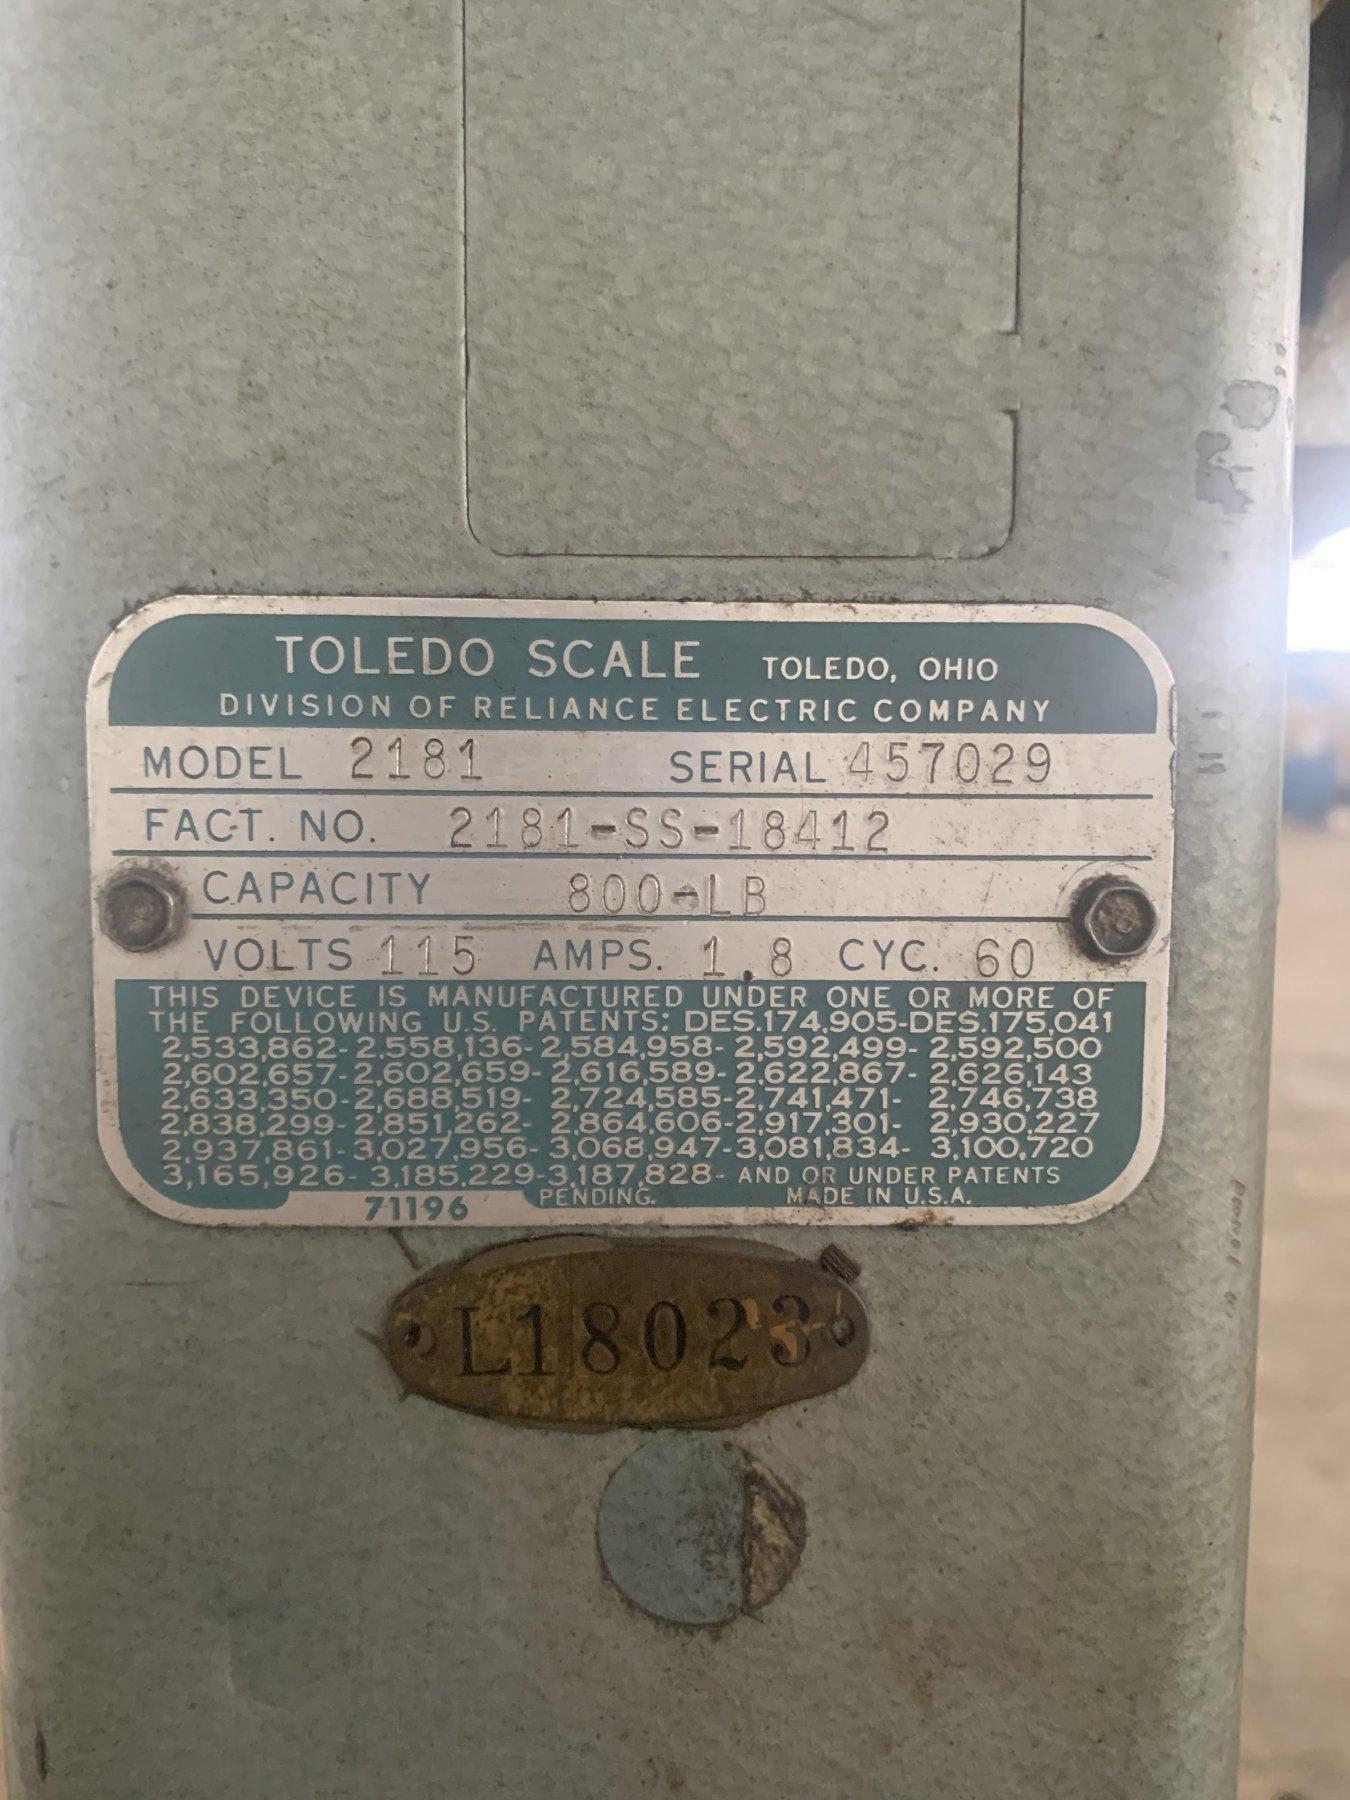 TOLEDO SCALE TOLEDO, OHIO
DIVISION OF RELIANCE ELECTRIC COMPANY
MODEL 2181 SERIAL 457029
FACT. NO. 2181-SS-18412
CAPACITY 800-LB
VOLTS 115 AMPS. 1.8 CYC. 60
THIS DEVICE IS MANUFACTURED UNDER ONE OR MORE OF
THE FOLLOWING U.S. PATENTS: DES.174,905-DES.175,041
2,533,862- 2.558,136- 2,584,958- 2,592,499- 2,592,500
2,602,657- 2,602,659- 2,616,589- 2,622,867- 2,626,143
2,633,350- 2,688,519- 2,724,585- 2,741,471- 2,746,738
2,838,299- 2,851,262- 2,864,606- 2,917,301- 2,930,227
2,937,861- 3,027,956- 3,068,947- 3,081,834- 3,100,720
3,165,926- 3,185,229- 3,187,828- AND OR UNDER PATENTS
71196 PENDING. MADE IN U.S.A.
L18023